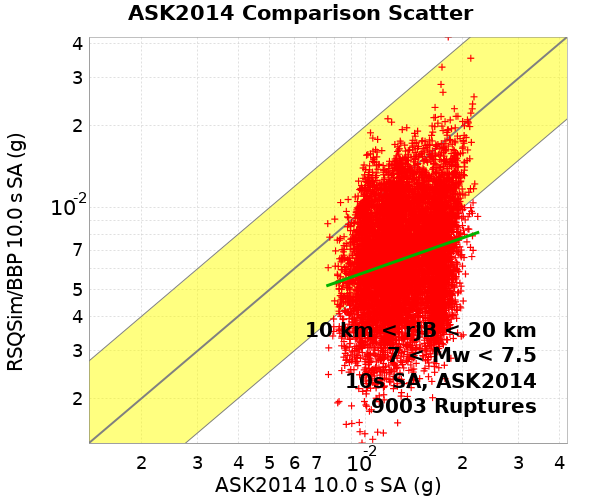 ASK2014 Comparison Scatter
RSQSim/BBP 10.0 s SA (g)
4
3
2
10-2
7
5
4
3
2
10 km < rJB < 20 km
7 < Mw < 7.5
10s SA, ASK2014
9003 Ruptures
2 3 4 5 6 7 10-2 2 3 4
ASK2014 10.0 s SA (g)